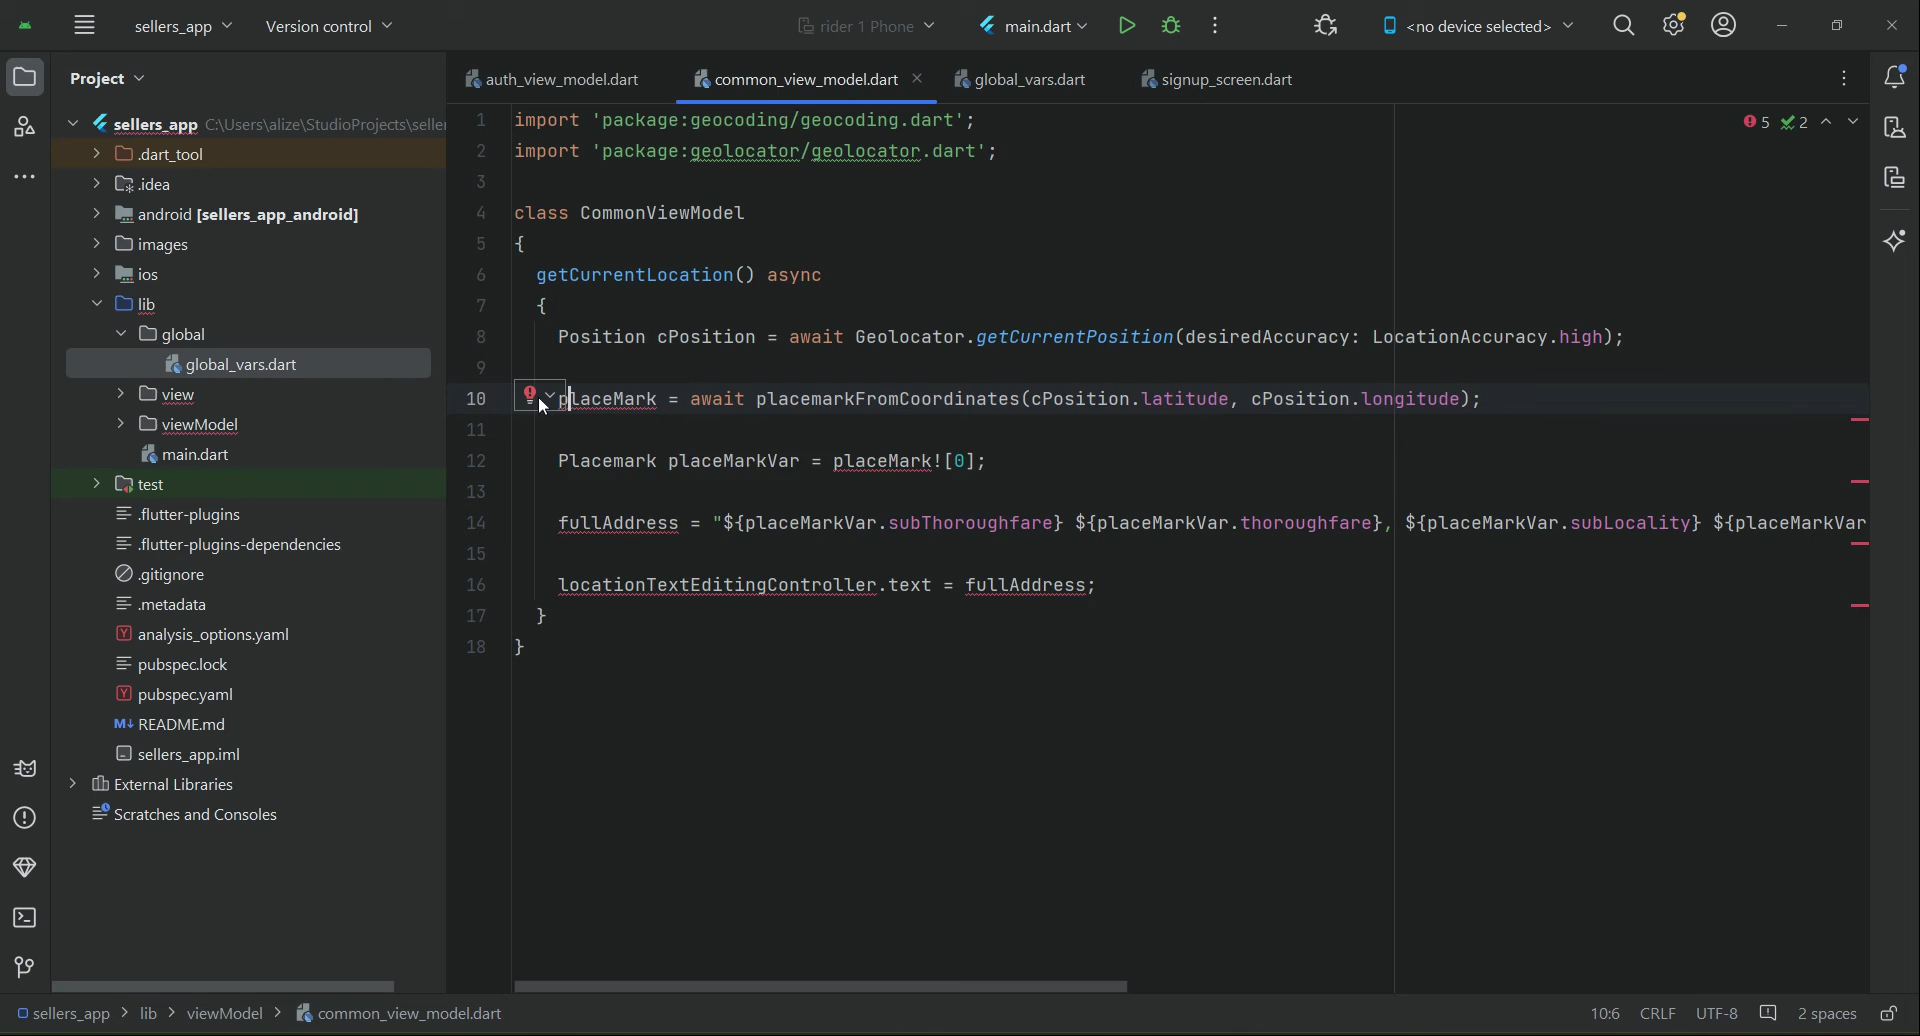 sellers_app
Version control
rider 1 Phone
main.dart
<no device selected>
Project
auth_view_model.dart
common_view_model.dart
global_vars.dart
signup_screen.dart
sellers_app C:\Users\alize\StudioProjects\seller
.dart_tool
.idea
android [sellers_app_android]
images
ios
lib
global
global_vars.dart
view
viewModel
main.dart
test
.flutter-plugins
.flutter-plugins-dependencies
.gitignore
.metadata
analysis_options.yaml
pubspec.lock
pubspec.yaml
README.md
sellers_app.iml
External Libraries
Scratches and Consoles
5 2
1 import 'package:geocoding/geocoding.dart';
2 import 'package:geolocator/geolocator.dart';
3
4 class CommonViewModel
5 {
6 getCurrentLocation() async
7 {
8 Position cPosition = await Geolocator.getCurrentPosition(desiredAccuracy: LocationAccuracy.high);
9
10 placeMark = await placemarkFromCoordinates(cPosition.latitude, cPosition.longitude);
11
12 Placemark placeMarkVar = placeMark![0];
13
14 fullAddress = "${placeMarkVar.subThoroughfare} ${placeMarkVar.thoroughfare}, ${placeMarkVar.subLocality} ${placeMarkVar
15
16 locationTextEditingController.text = fullAddress;
17 }
18 }
sellers_app > lib > viewModel > common_view_model.dart
10:6 CRLF UTF-8 2 spaces